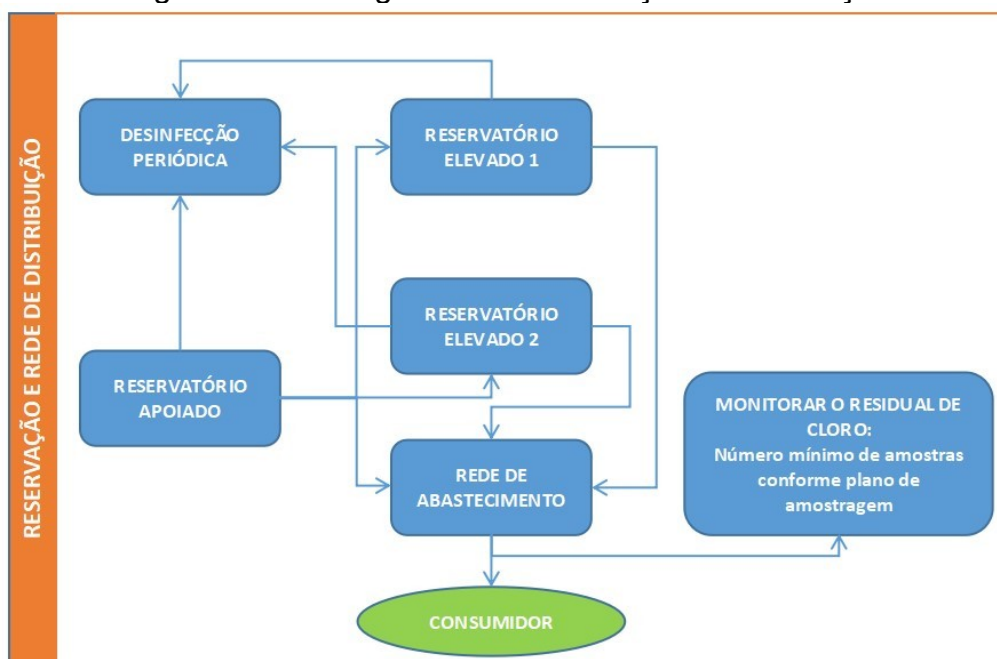 RESERVAÇÃO E REDE DE DISTRIBUIÇÃO
DESINFECÇÃO
PERIÓDICA
RESERVATÓRIO
ELEVADO 1
RESERVATÓRIO
ELEVADO 2
RESERVATÓRIO
APOIADO
MONITORAR O RESIDUAL DE
CLORO:
Número mínimo de amostras
conforme plano de
amostragem
REDE DE
ABASTECIMENTO
CONSUMIDOR